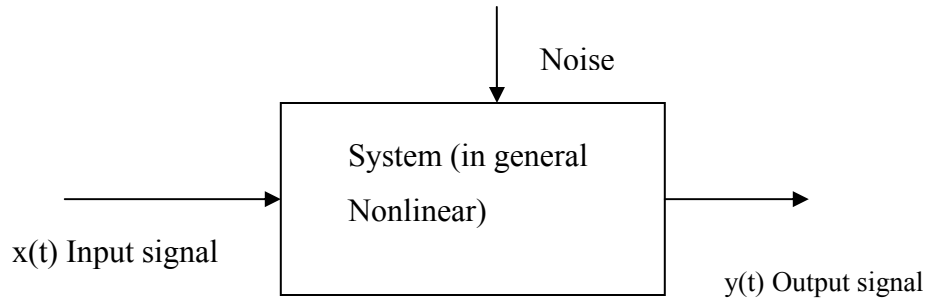 Noise
System (in general
Nonlinear)
x(t) Input signal
y(t) Output signal